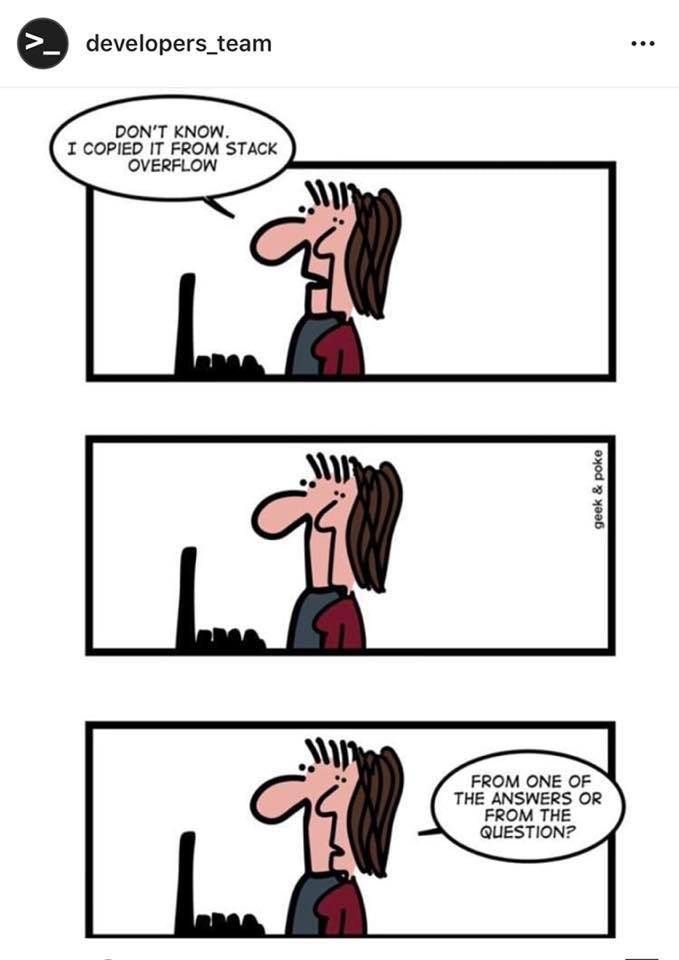 >_ developers_team
DON'T KNOW.
I COPIED IT FROM STACK
OVERFLOW
geek & poke
FROM ONE OF
THE ANSWERS OR
FROM THE
QUESTION?